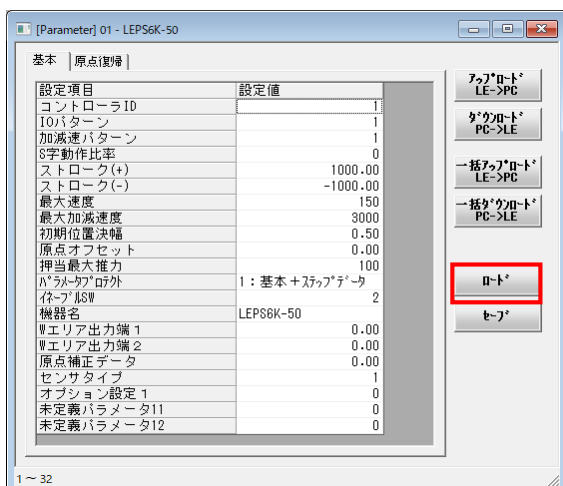 [Parameter] 01 - LEPS6K-50
基本 原点復帰
設定項目 設定値
コントローラID 1
IOパターン 1
加減速パターン 1
S字動作比率 0
ストローク(+) 1000.00
ストローク(-) -1000.00
最大速度 150
最大加減速度 3000
初期位置決幅 0.50
原点オフセット 0.00
押当最大推力 100
ﾊﾟﾗﾒｰﾀﾌﾟﾛﾃｸﾄ 1：基本＋ｽﾃｯﾌﾟﾃﾞｰﾀ
ｲﾈｰﾌﾞﾙSW 2
機器名 LEPS6K-50
Wエリア出力端１ 0.00
Wエリア出力端２ 0.00
原点補正データ 0.00
センサタイプ 1
オプション設定１ 0
未定義パラメータ11 0
未定義パラメータ12 0
ｱｯﾌﾟﾛｰﾄﾞ
LE->PC
ﾀﾞｳﾝﾛｰﾄﾞ
PC->LE
一括ｱｯﾌﾟﾛｰﾄﾞ
LE->PC
一括ﾀﾞｳﾝﾛｰﾄﾞ
PC->LE
ﾛｰﾄﾞ
ｾｰﾌﾞ
1 ～ 32